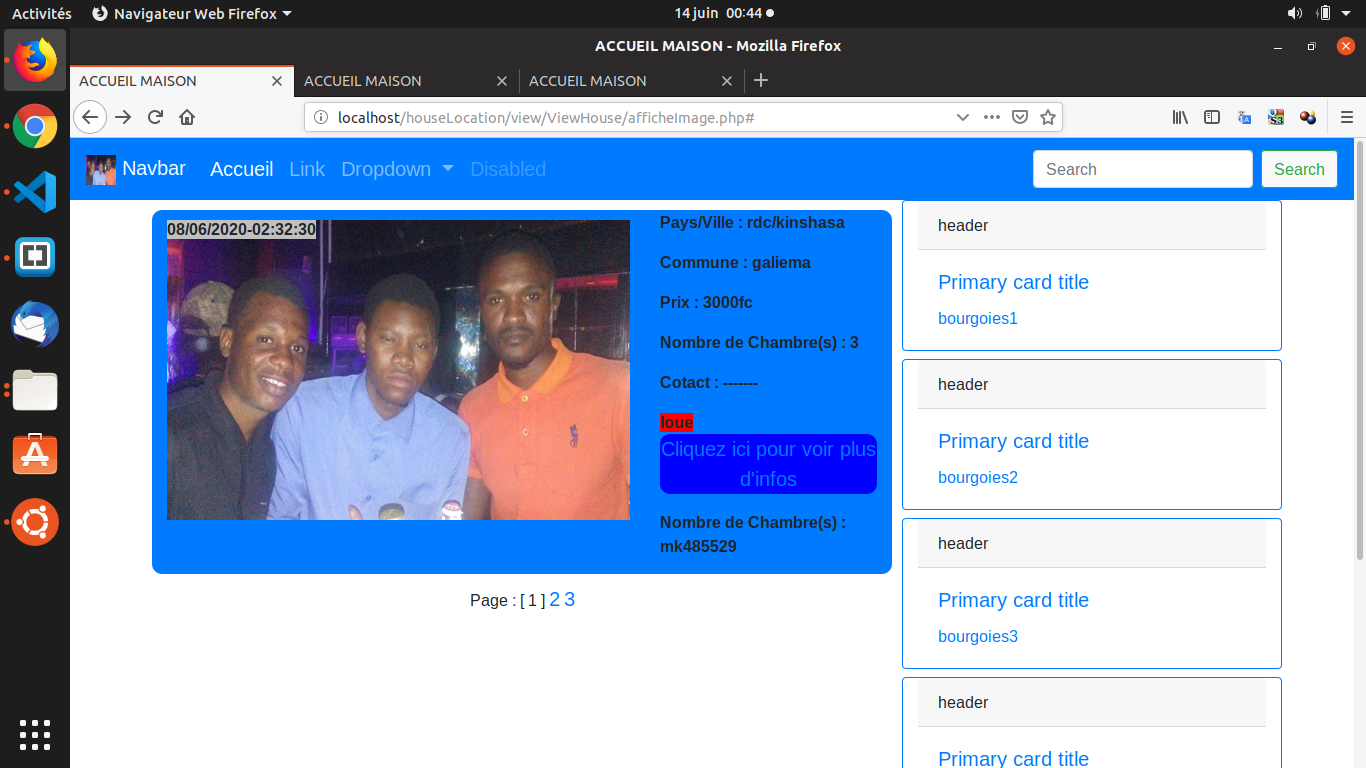 Activités
Navigateur Web Firefox
14 juin 00:44
ACCUEIL MAISON - Mozilla Firefox
ACCUEIL MAISON
ACCUEIL MAISON
ACCUEIL MAISON
localhost/houseLocation/view/ViewHouse/afficheImage.php#
Navbar
Accueil
Link
Dropdown
Disabled
Search
Search
08/06/2020-02:32:30
Pays/Ville : rdc/kinshasa
Commune : galiema
Prix : 3000fc
Nombre de Chambre(s) : 3
Cotact : -------
loue
Cliquez ici pour voir plus
d'infos
Nombre de Chambre(s) :
mk485529
Page : [ 1 ] 2 3
header
Primary card title
bourgoies1
header
Primary card title
bourgoies2
header
Primary card title
bourgoies3
header
Primary card title